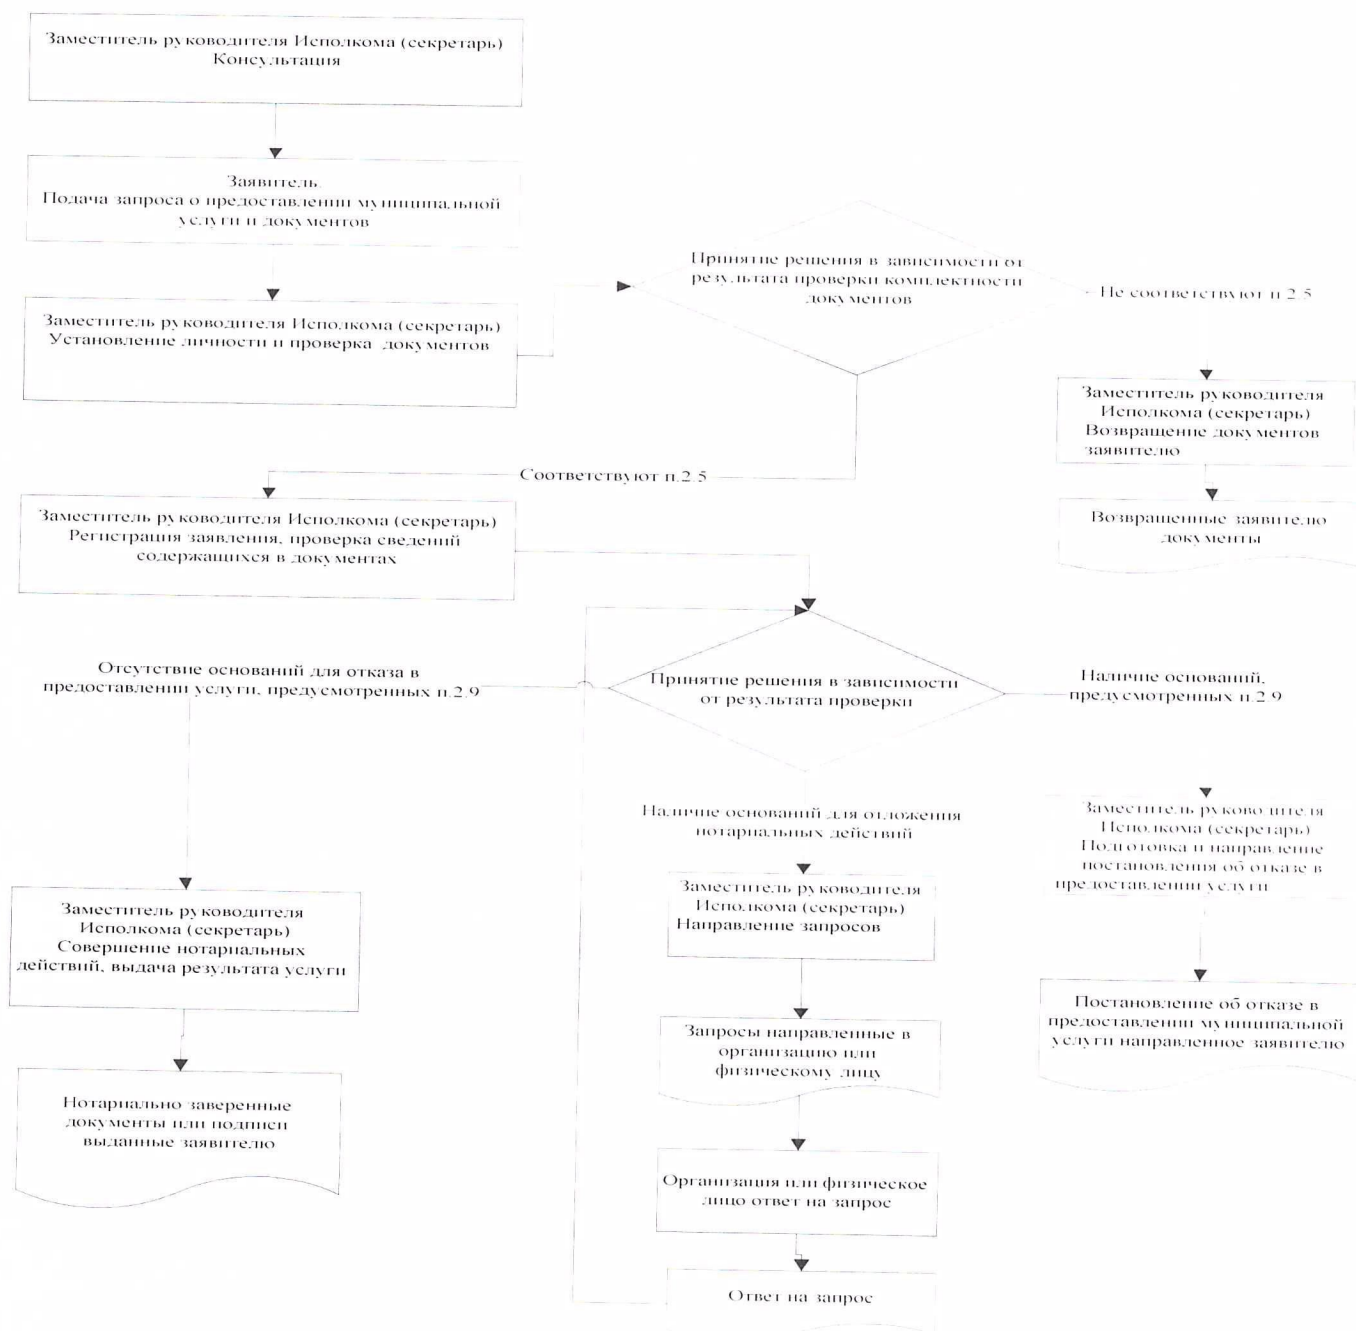 Заместитель руководителя Исполкома (секретарь)
Консультация
Заявитель
Подача запроса о предоставлении муниципальной
услуги и документов
Заместитель руководителя Исполкома (секретарь)
Установление личности и проверка документов
Принятие решения в зависимости от
результата проверки комплектности
документов
Не соответствуют п.2.5
Заместитель руководителя
Исполкома (секретарь)
Возвращение документов
заявителю
Возвращенные заявителю
документы
Соответствуют п.2.5
Заместитель руководителя Исполкома (секретарь)
Регистрация заявления, проверка сведений
содержащихся в документах
Принятие решения в зависимости
от результата проверки
Отсутствие оснований для отказа в
предоставлении услуги, предусмотренных п.2.9
Наличие оснований,
предусмотренных п.2.9
Наличие оснований для отложения
нотариальных действий
Заместитель руководителя
Исполкома (секретарь)
Совершение нотариальных
действий, выдача результата услуги
Нотариально заверенные
документы или подписи
выданные заявителю
Заместитель руководителя
Исполкома (секретарь)
Направление запросов
Запросы направленные в
организацию или
физическому лицу
Организация или физическое
лицо ответ на запрос
Ответ на запрос
Заместитель руководителя
Исполкома (секретарь)
Подготовка и направление
постановления об отказе в
предоставлении услуги
Постановление об отказе в
предоставлении муниципальной
услуги направленное заявителю